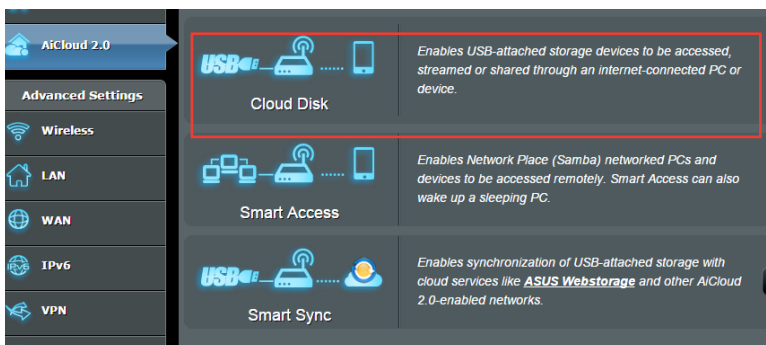 AiCloud 2.0
Advanced Settings
Wireless
LAN
WAN
IPv6
IPv6
VPN
USB
Cloud Disk
Enables USB-attached storage devices to be accessed,
streamed or shared through an internet-connected PC or
device.
Smart Access
Enables Network Place (Samba) networked PCs and
devices to be accessed remotely. Smart Access can also
wake up a sleeping PC.
USB
Smart Sync
Enables synchronization of USB-attached storage with
cloud services like ASUS Webstorage and other AiCloud
2.0-enabled networks.